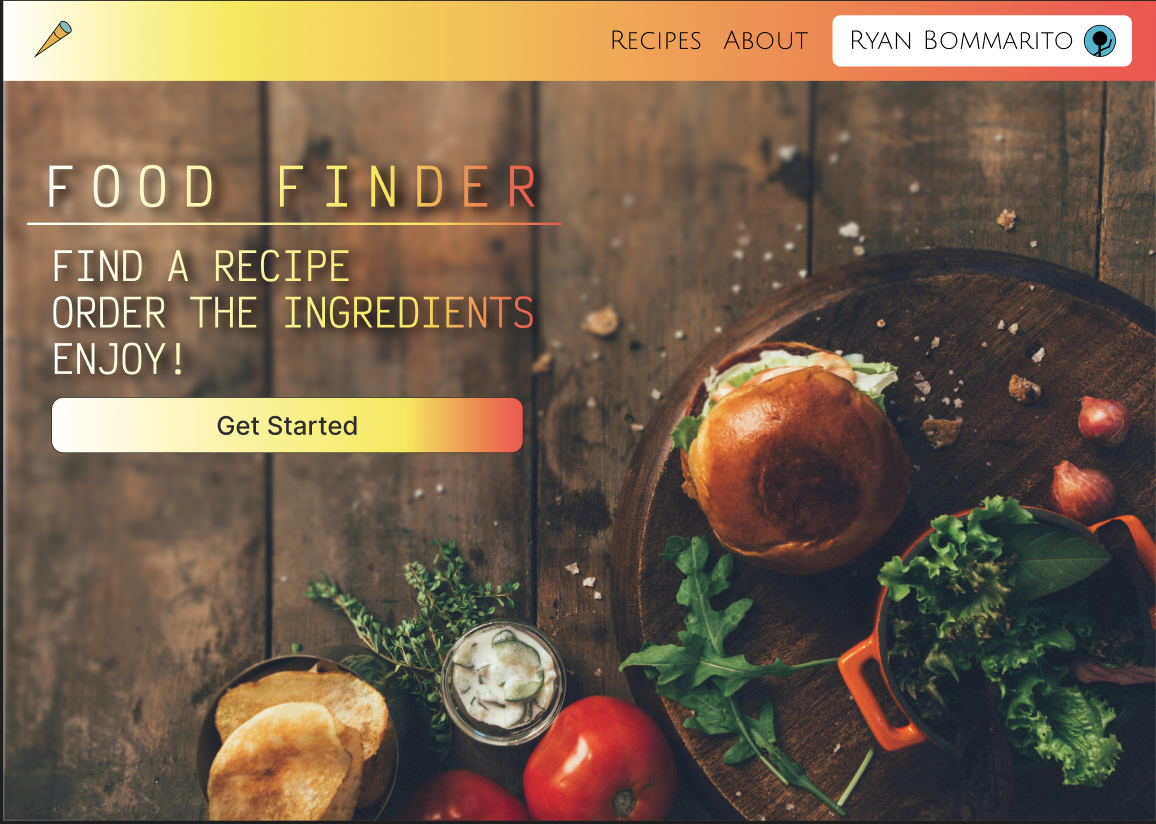 Recipes About Ryan Bommarito
FOOD FINDER
FIND A RECIPE
ORDER THE INGREDIENTS
ENJOY!
Get Started